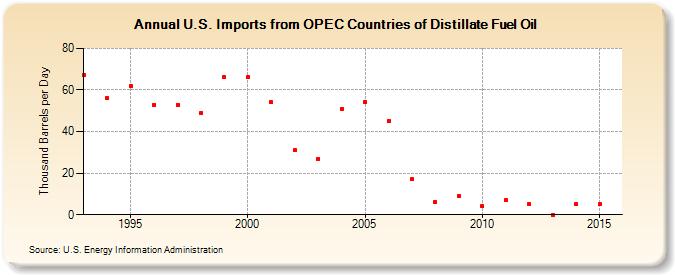 Annual U.S. Imports from OPEC Countries of Distillate Fuel Oil
Thousand Barrels per Day
80
60
40
20
0
1995 2000 2005 2010 2015
Source: U.S. Energy Information Administration